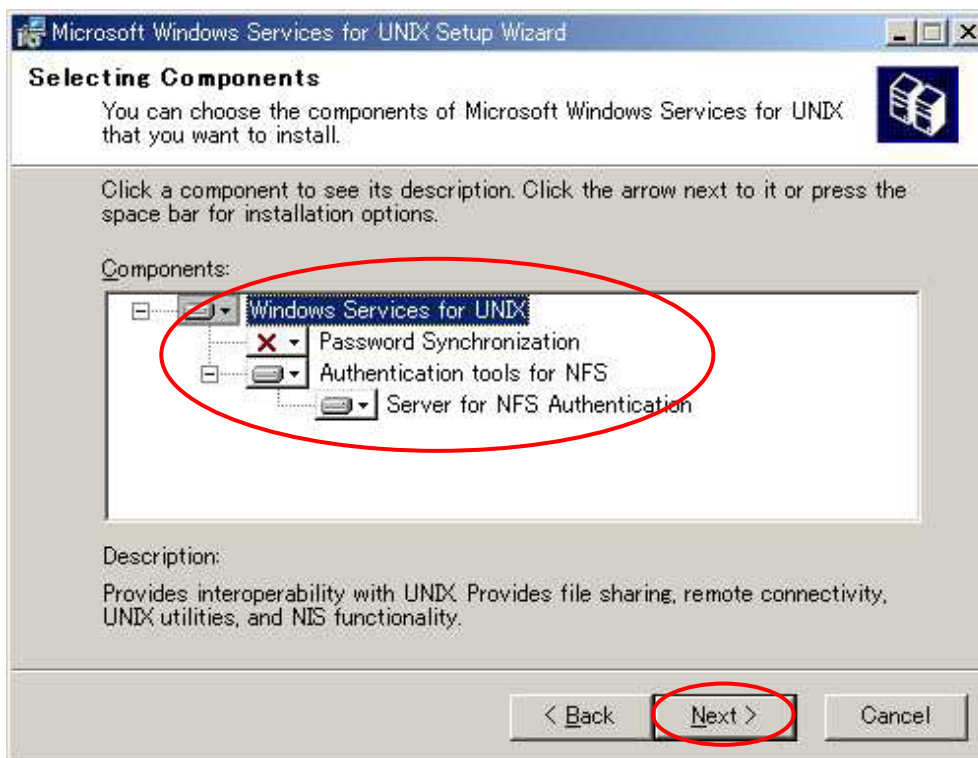 Microsoft Windows Services for UNIX Setup Wizard
Selecting Components
You can choose the components of Microsoft Windows Services for UNIX
that you want to install.
Click a component to see its description. Click the arrow next to it or press the
space bar for installation options.
Components:
Windows Services for UNIX
Password Synchronization
Authentication tools for NFS
Server for NFS Authentication
Description:
Provides interoperability with UNIX. Provides file sharing, remote connectivity,
UNIX utilities, and NIS functionality.
< Back Next > Cancel